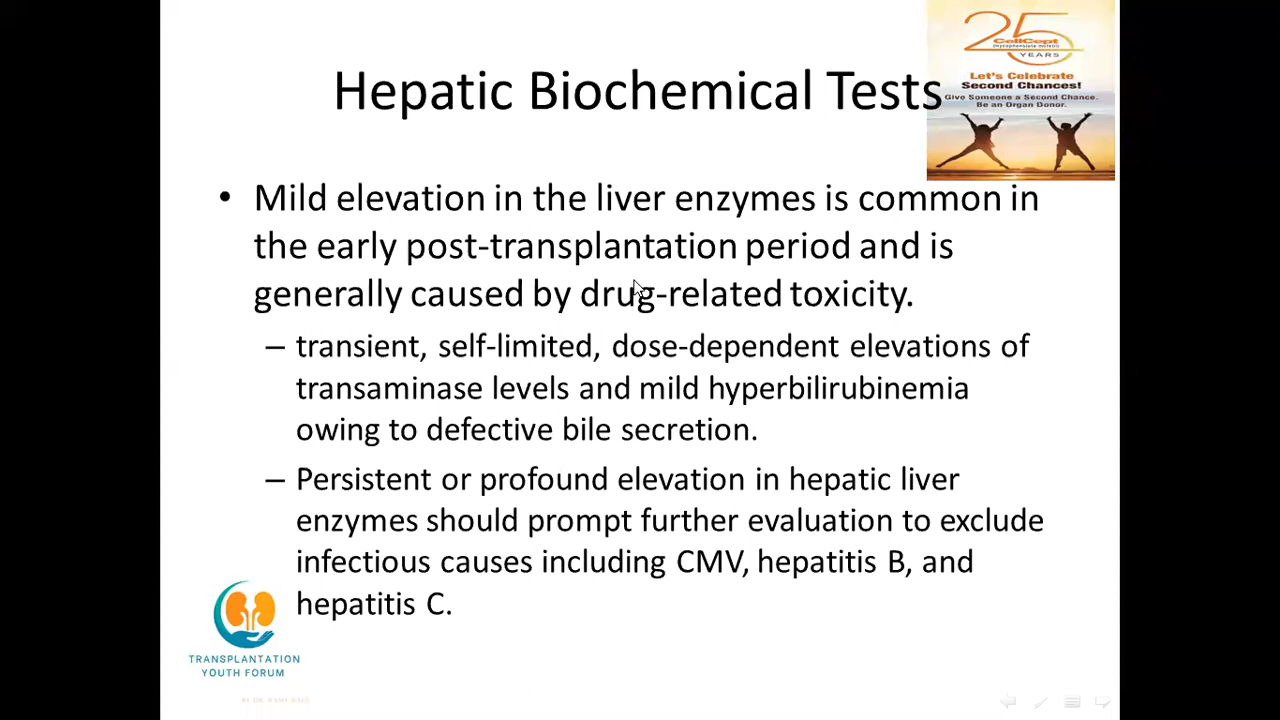 Hepatic Biochemical Tests
25
CellCept
(mycophenolate mofetil)
YEARS
Let's Celebrate
Second Chances!
Give Someone a Second Chance.
Be an Organ Donor.
• Mild elevation in the liver enzymes is common in
the early post-transplantation period and is
generally caused by drug-related toxicity.
– transient, self-limited, dose-dependent elevations of
transaminase levels and mild hyperbilirubinemia
owing to defective bile secretion.
– Persistent or profound elevation in hepatic liver
enzymes should prompt further evaluation to exclude
infectious causes including CMV, hepatitis B, and
hepatitis C.
TRANSPLANTATION
YOUTH FORUM